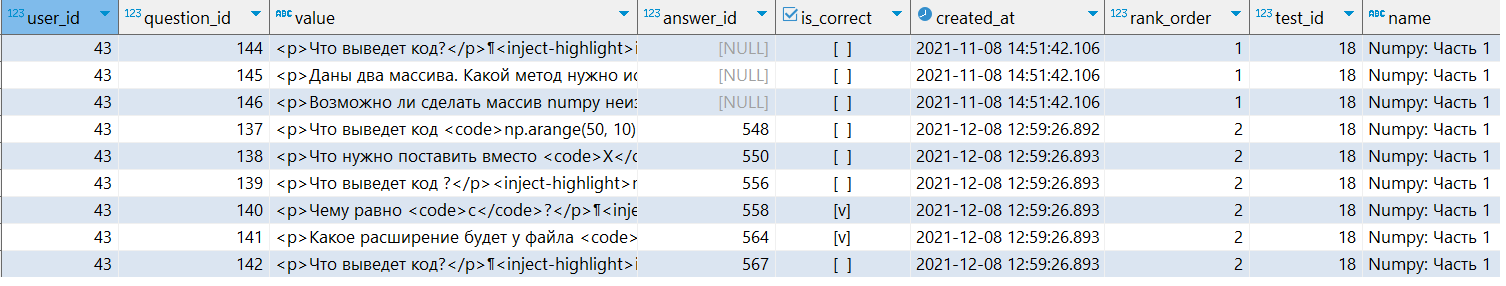 123 user_id 123 question_id ABC value 123 answer_id is_correct created_at 123 rank_order 123 test_id ABC name
43 144 <p>Что выведет код?</p>¶<inject-highlight>i [NULL] [ ] 2021-11-08 14:51:42.106 1 18 Numpy: Часть 1
43 145 <p>Даны два массива. Какой метод нужно ис [NULL] [ ] 2021-11-08 14:51:42.106 1 18 Numpy: Часть 1
43 146 <p>Возможно ли сделать массив numpy неиз [NULL] [ ] 2021-11-08 14:51:42.106 1 18 Numpy: Часть 1
43 137 <p>Что выведет код <code>np.arange(50, 10) 548 [ ] 2021-12-08 12:59:26.892 2 18 Numpy: Часть 1
43 138 <p>Что нужно поставить вместо <code>X</c 550 [ ] 2021-12-08 12:59:26.893 2 18 Numpy: Часть 1
43 139 <p>Что выведет код ?</p><inject-highlight>r 556 [ ] 2021-12-08 12:59:26.893 2 18 Numpy: Часть 1
43 140 <p>Чему равно <code>c</code>?</p>¶<inje 558 [v] 2021-12-08 12:59:26.893 2 18 Numpy: Часть 1
43 141 <p>Какое расширение будет у файла <code> 564 [v] 2021-12-08 12:59:26.893 2 18 Numpy: Часть 1
43 142 <p>Что выведет код?</p>¶<inject-highlight>i 567 [ ] 2021-12-08 12:59:26.893 2 18 Numpy: Часть 1